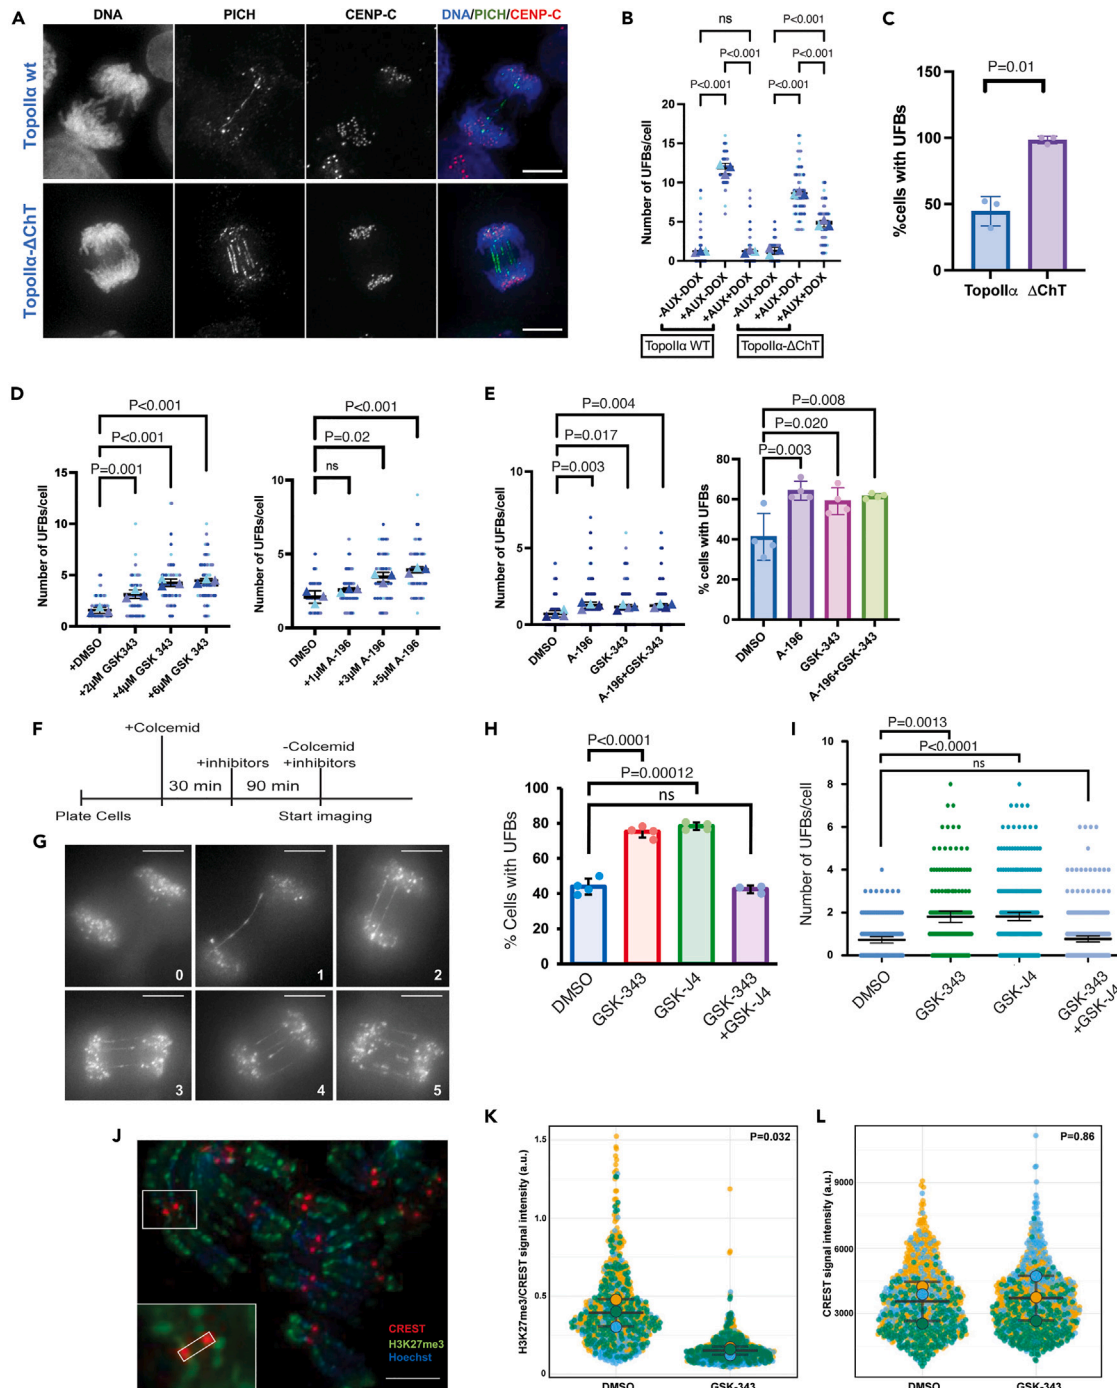 A
DNA
PICH
CENP-C
DNA/PICH/CENP-C
TopoIIα wt
TopoIIα-ΔChT
B
ns
P<0.001
P<0.001
P<0.001
P<0.001
P<0.001
P<0.001
Number of UFBs/cell
20
15
10
5
0
-AUX-DOX
+AUX-DOX
+AUX+DOX
-AUX-DOX
+AUX-DOX
+AUX+DOX
TopoIIα WT
TopoIIα-ΔChT
C
P=0.01
%cells with UFBs
150
100
50
0
TopoIIα
ΔChT
D
P<0.001
P<0.001
P=0.001
Number of UFBs/cell
15
10
5
0
+DMSO
+2µM GSK343
+4µM GSK 343
+6µM GSK 343
P<0.001
P=0.02
ns
Number of UFBs/cell
10
5
0
DMSO
+1µM A-196
+3µM A-196
+5µM A-196
E
P=0.004
P=0.017
P=0.003
Number of UFBs/cell
10
5
0
DMSO
A-196
GSK-343
A-196+GSK-343
P=0.008
P=0.020
P=0.003
% cells with UFBs
80
60
40
20
0
DMSO
A-196
GSK-343
A-196+GSK-343
F
+Colcemid
+inhibitors
-Colcemid
+inhibitors
30 min
90 min
Plate Cells
Start imaging
G
0
1
2
3
4
5
H
P<0.0001
P=0.00012
ns
% Cells with UFBs
100
80
60
40
20
0
DMSO
GSK-343
GSK-J4
GSK-343
+GSK-J4
I
P=0.0013
P<0.0001
ns
Number of UFBs/cell
10
8
6
4
2
0
DMSO
GSK-343
GSK-J4
GSK-343
+GSK-J4
J
CREST
H3K27me3
Hoechst
K
P=0.032
H3K27me3/CREST signal intensity (a.u.)
1.5
1.0
0.5
0
DMSO
GSK-343
L
P=0.86
CREST signal intensity (a.u.)
9000
6000
3000
DMSO
GSK-343